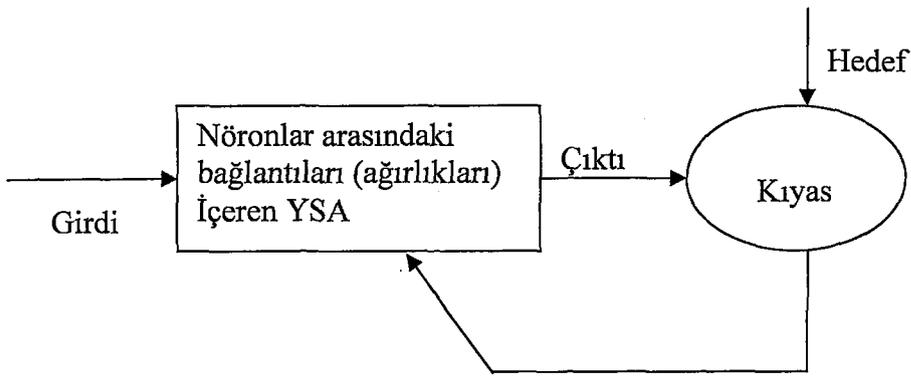 Hedef
Nöronlar arasındaki
bağlantıları (ağırlıkları)
İçeren YSA
Çıktı
Kıyas
Girdi